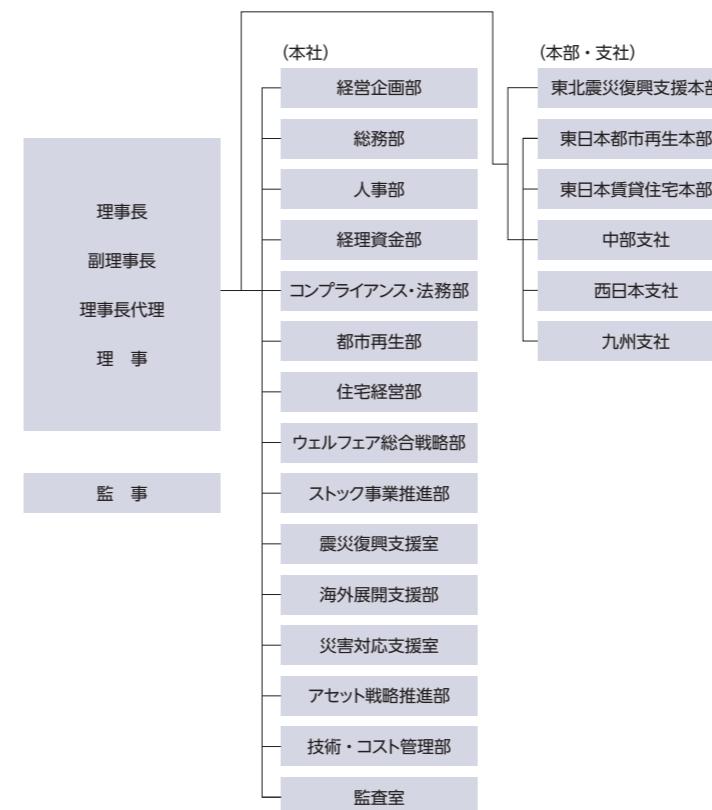 理事長
副理事長
理事長代理
理　事
監　事
(本社)
経営企画部
総務部
人事部
経理資金部
コンプライアンス・法務部
都市再生部
住宅経営部
ウェルフェア総合戦略部
ストック事業推進部
震災復興支援室
海外展開支援部
災害対応支援室
アセット戦略推進部
技術・コスト管理部
監査室
(本部・支社)
東北震災復興支援本部
東日本都市再生本部
東日本賃貸住宅本部
中部支社
西日本支社
九州支社